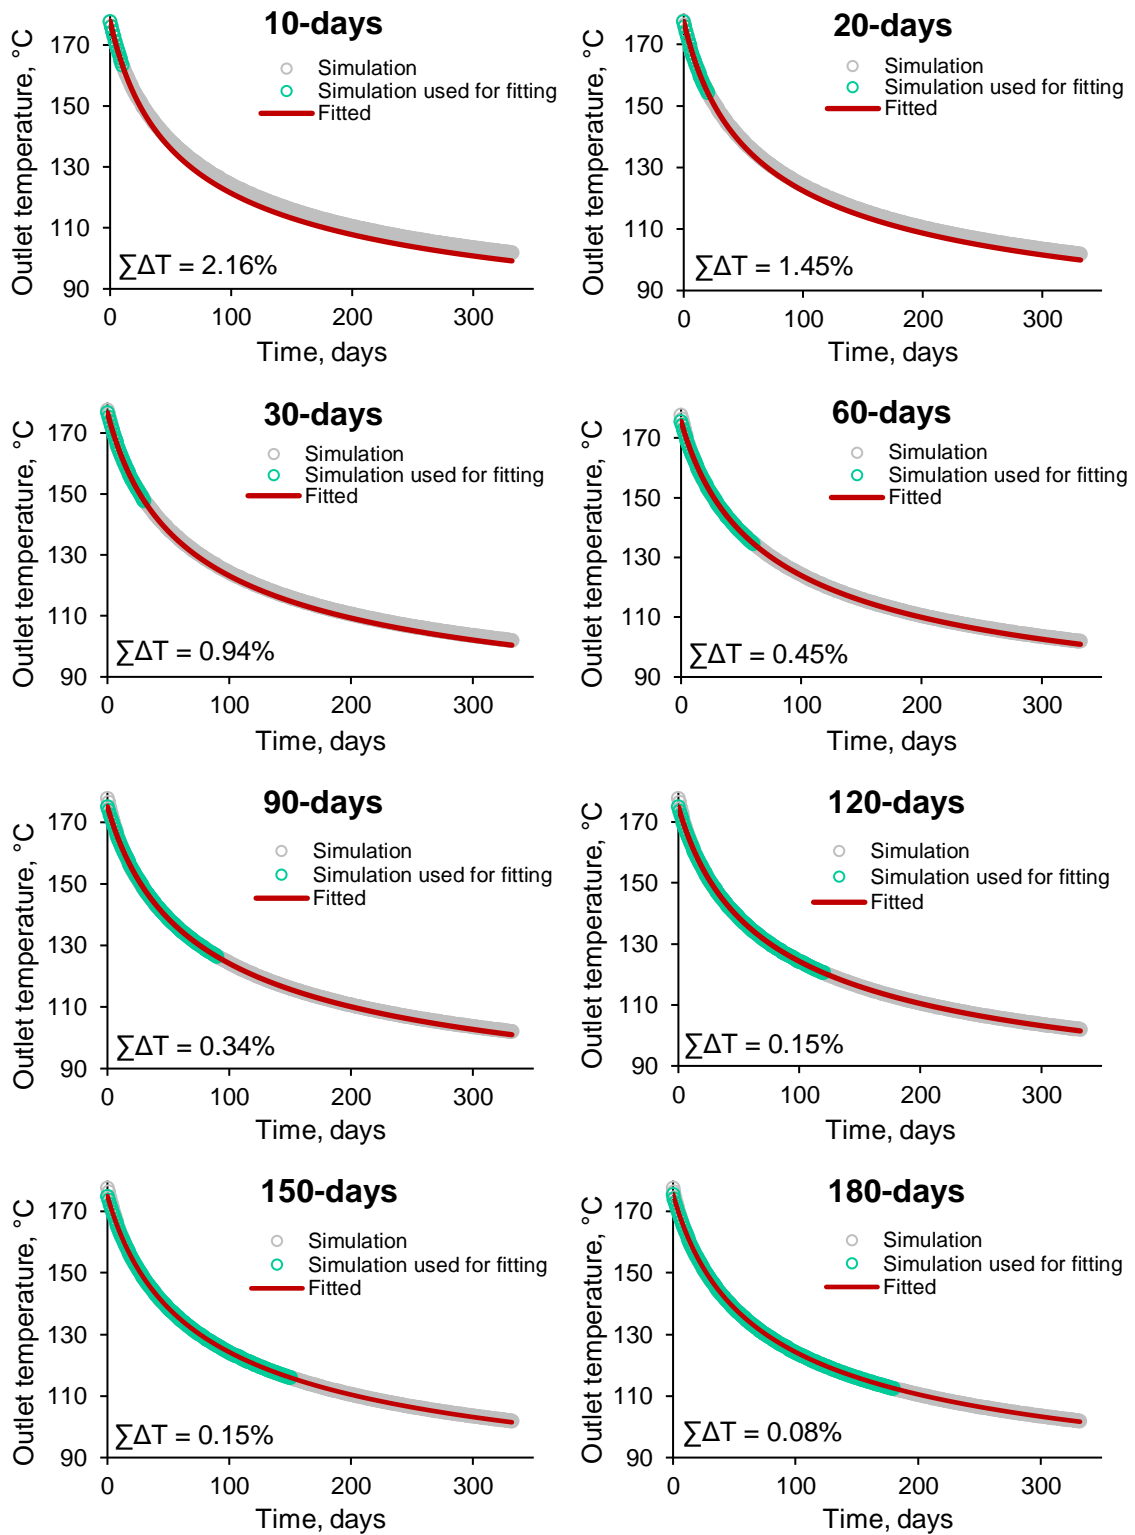 10-days
Outlet temperature, °C
170
150
130
110
90
Simulation
Simulation used for fitting
Fitted
∑ΔT = 2.16%
0 100 200 300
Time, days
20-days
Outlet temperature, °C
170
150
130
110
90
Simulation
Simulation used for fitting
Fitted
∑ΔT = 1.45%
0 100 200 300
Time, days
30-days
Outlet temperature, °C
170
150
130
110
90
Simulation
Simulation used for fitting
Fitted
∑ΔT = 0.94%
0 100 200 300
Time, days
60-days
Outlet temperature, °C
170
150
130
110
90
Simulation
Simulation used for fitting
Fitted
∑ΔT = 0.45%
0 100 200 300
Time, days
90-days
Outlet temperature, °C
170
150
130
110
90
Simulation
Simulation used for fitting
Fitted
∑ΔT = 0.34%
0 100 200 300
Time, days
120-days
Outlet temperature, °C
170
150
130
110
90
Simulation
Simulation used for fitting
Fitted
∑ΔT = 0.15%
0 100 200 300
Time, days
150-days
Outlet temperature, °C
170
150
130
110
90
Simulation
Simulation used for fitting
Fitted
∑ΔT = 0.15%
0 100 200 300
Time, days
180-days
Outlet temperature, °C
170
150
130
110
90
Simulation
Simulation used for fitting
Fitted
∑ΔT = 0.08%
0 100 200 300
Time, days